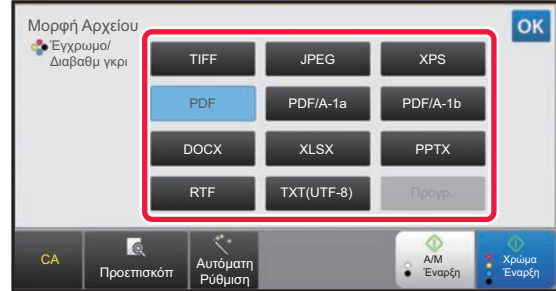 Μορφή Αρχείου
OK
Έγχρωμο/
Διαβαθμ γκρι
TIFF
JPEG
XPS
PDF
PDF/A-1a
PDF/A-1b
DOCX
XLSX
PPTX
RTF
TXT(UTF-8)
Προγρ.
CA
Προεπισκόπ
Αυτόματη
Ρύθμιση
A/M
Έναρξη
Χρώμα
Έναρξη